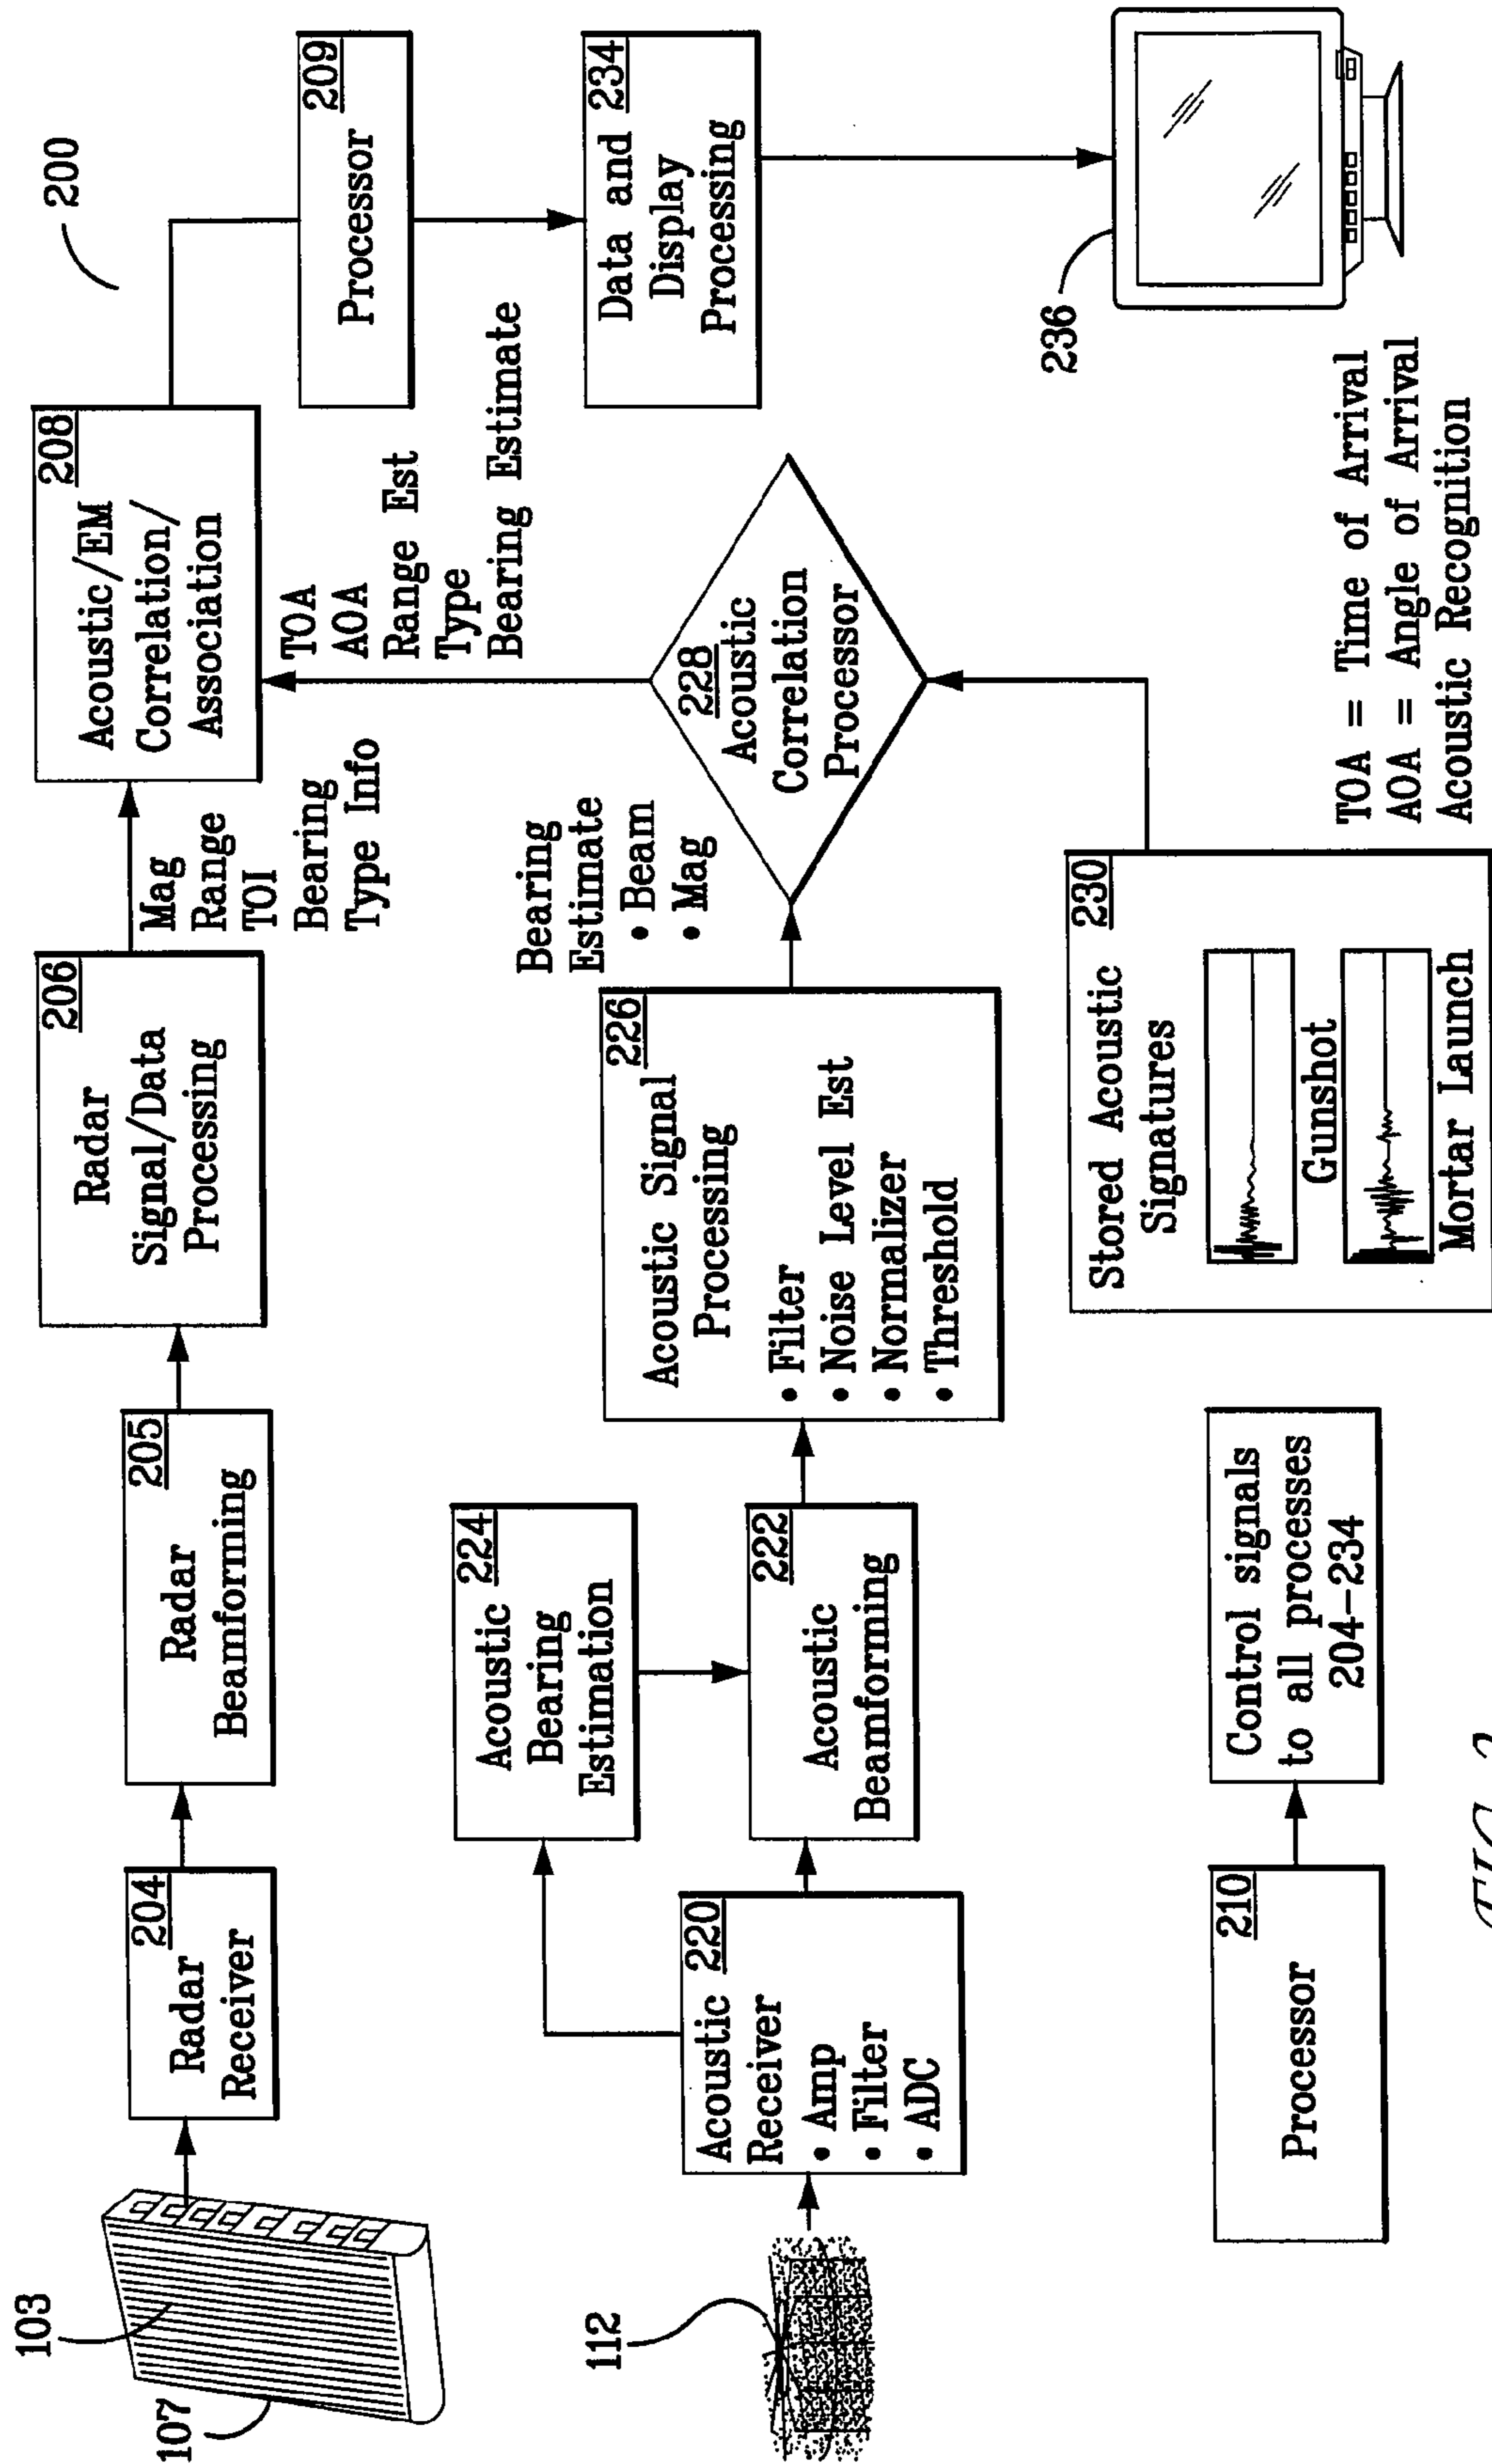 200
103
107
204
Radar
Receiver
205
Radar
Beamforming
206
Radar
Signal/Data
Processing
Mag
Range
TOI
Bearing
Type Info
208
Acoustic/EM
Correlation/
Association
209
Processor
Data and 234
Display
Processing
236
TOA
AOA
Range Est
Type
Bearing Estimate
112
Acoustic 220
Receiver
• Amp
• Filter
• ADC
224
Acoustic
Bearing
Estimation
222
Acoustic
Beamforming
226
Acoustic Signal
Processing
• Filter
• Noise Level Est
• Normalizer
• Threshold
Bearing
Estimate
• Beam
• Mag
228
Acoustic
Correlation
Processor
210
Processor
Control signals
to all processes
204-234
230
Stored Acoustic
Signatures
Gunshot
Mortar Launch
TOA = Time of Arrival
AOA = Angle of Arrival
Acoustic Recognition